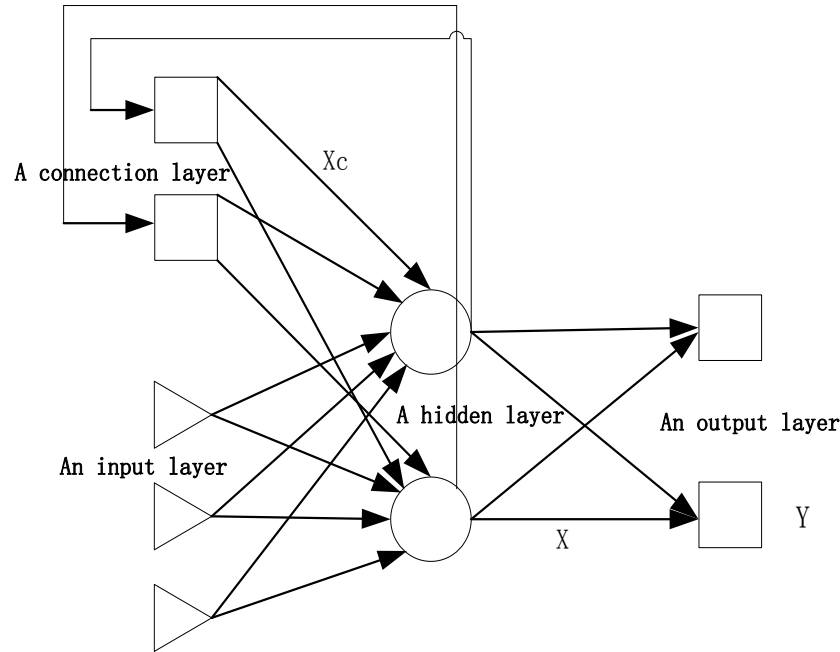 Xc
A connection layer
A hidden layer
An output layer
An input layer
Y
X